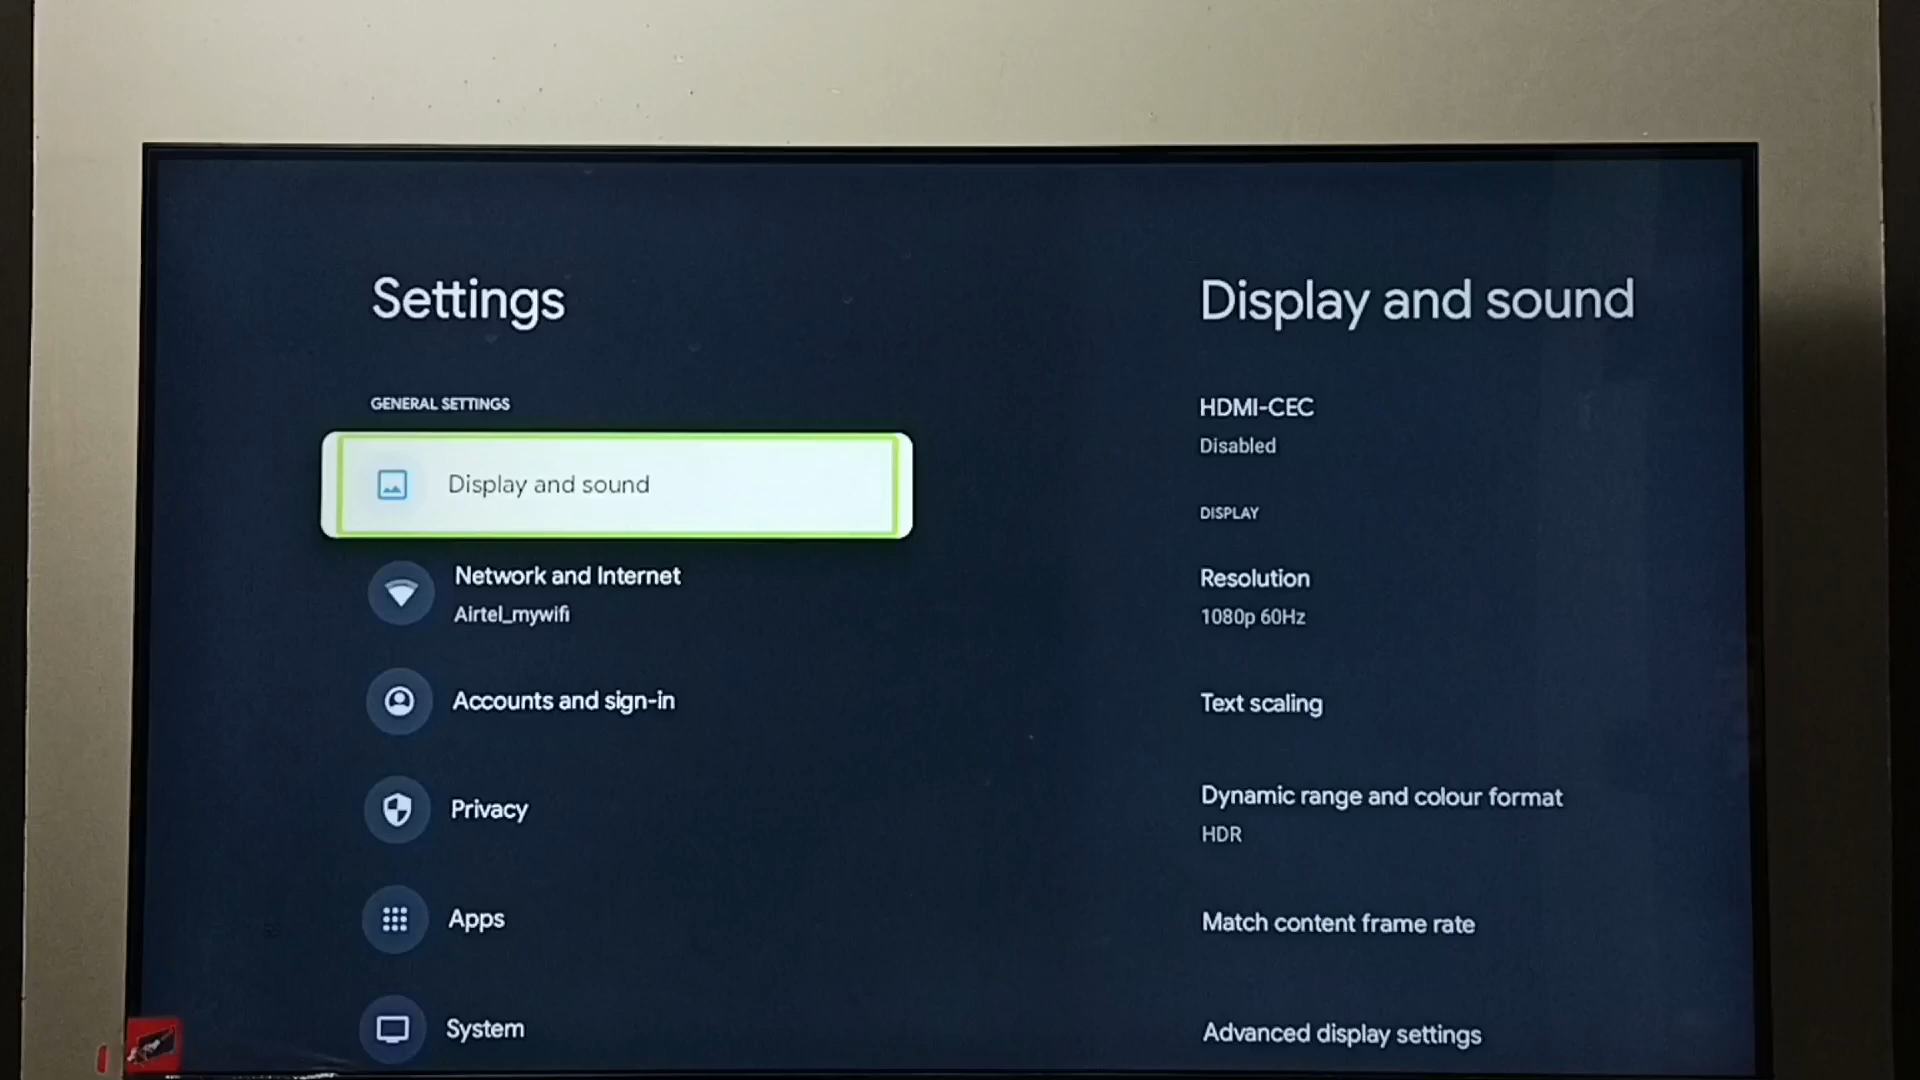 Settings
GENERAL SETTINGS
Display and sound
Network and Internet
Airtel_mywifi
Accounts and sign-in
Privacy
Apps
System
Display and sound
HDMI-CEC
Disabled
DISPLAY
Resolution
1080p 60Hz
Text scaling
Dynamic range and colour format
HDR
Match content frame rate
Advanced display settings